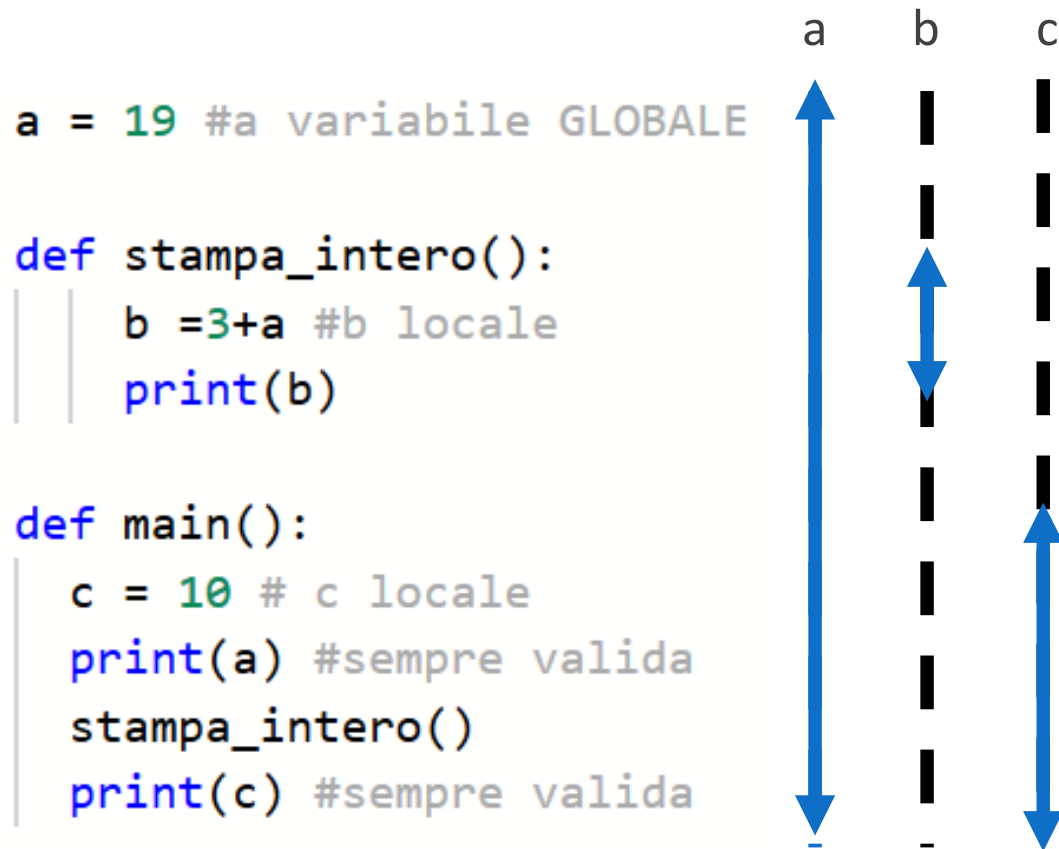 a b c
a = 19 #a variabile GLOBALE
def stampa_intero():
b =3+a #b locale
print(b)
def main():
c = 10 # c locale
print(a) #sempre valida
stampa_intero()
print(c) #sempre valida